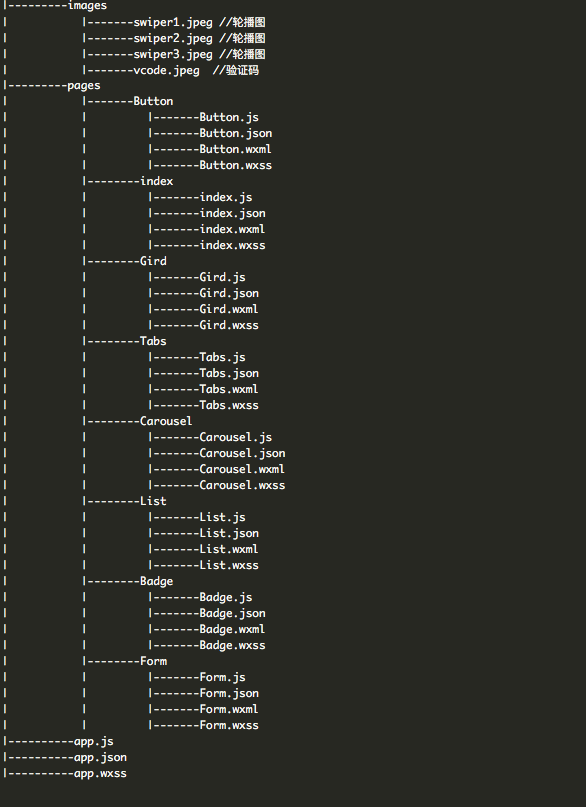 |---------images
|           |-------swiper1.jpeg //轮播图
|           |-------swiper2.jpeg //轮播图
|           |-------swiper3.jpeg //轮播图
|           |-------vcode.jpeg  //验证码
|---------pages
|           |-------Button
|           |         |-------Button.js
|           |         |-------Button.json
|           |         |-------Button.wxml
|           |         |-------Button.wxss
|           |--------index
|           |         |-------index.js
|           |         |-------index.json
|           |         |-------index.wxml
|           |         |-------index.wxss
|           |--------Gird
|           |         |-------Gird.js
|           |         |-------Gird.json
|           |         |-------Gird.wxml
|           |         |-------Gird.wxss
|           |--------Tabs
|           |         |-------Tabs.js
|           |         |-------Tabs.json
|           |         |-------Tabs.wxml
|           |         |-------Tabs.wxss
|           |--------Carousel
|           |         |-------Carousel.js
|           |         |-------Carousel.json
|           |         |-------Carousel.wxml
|           |         |-------Carousel.wxss
|           |--------List
|           |         |-------List.js
|           |         |-------List.json
|           |         |-------List.wxml
|           |         |-------List.wxss
|           |--------Badge
|           |         |-------Badge.js
|           |         |-------Badge.json
|           |         |-------Badge.wxml
|           |         |-------Badge.wxss
|           |--------Form
|           |         |-------Form.js
|           |         |-------Form.json
|           |         |-------Form.wxml
|           |         |-------Form.wxss
|----------app.js
|----------app.json
|----------app.wxss